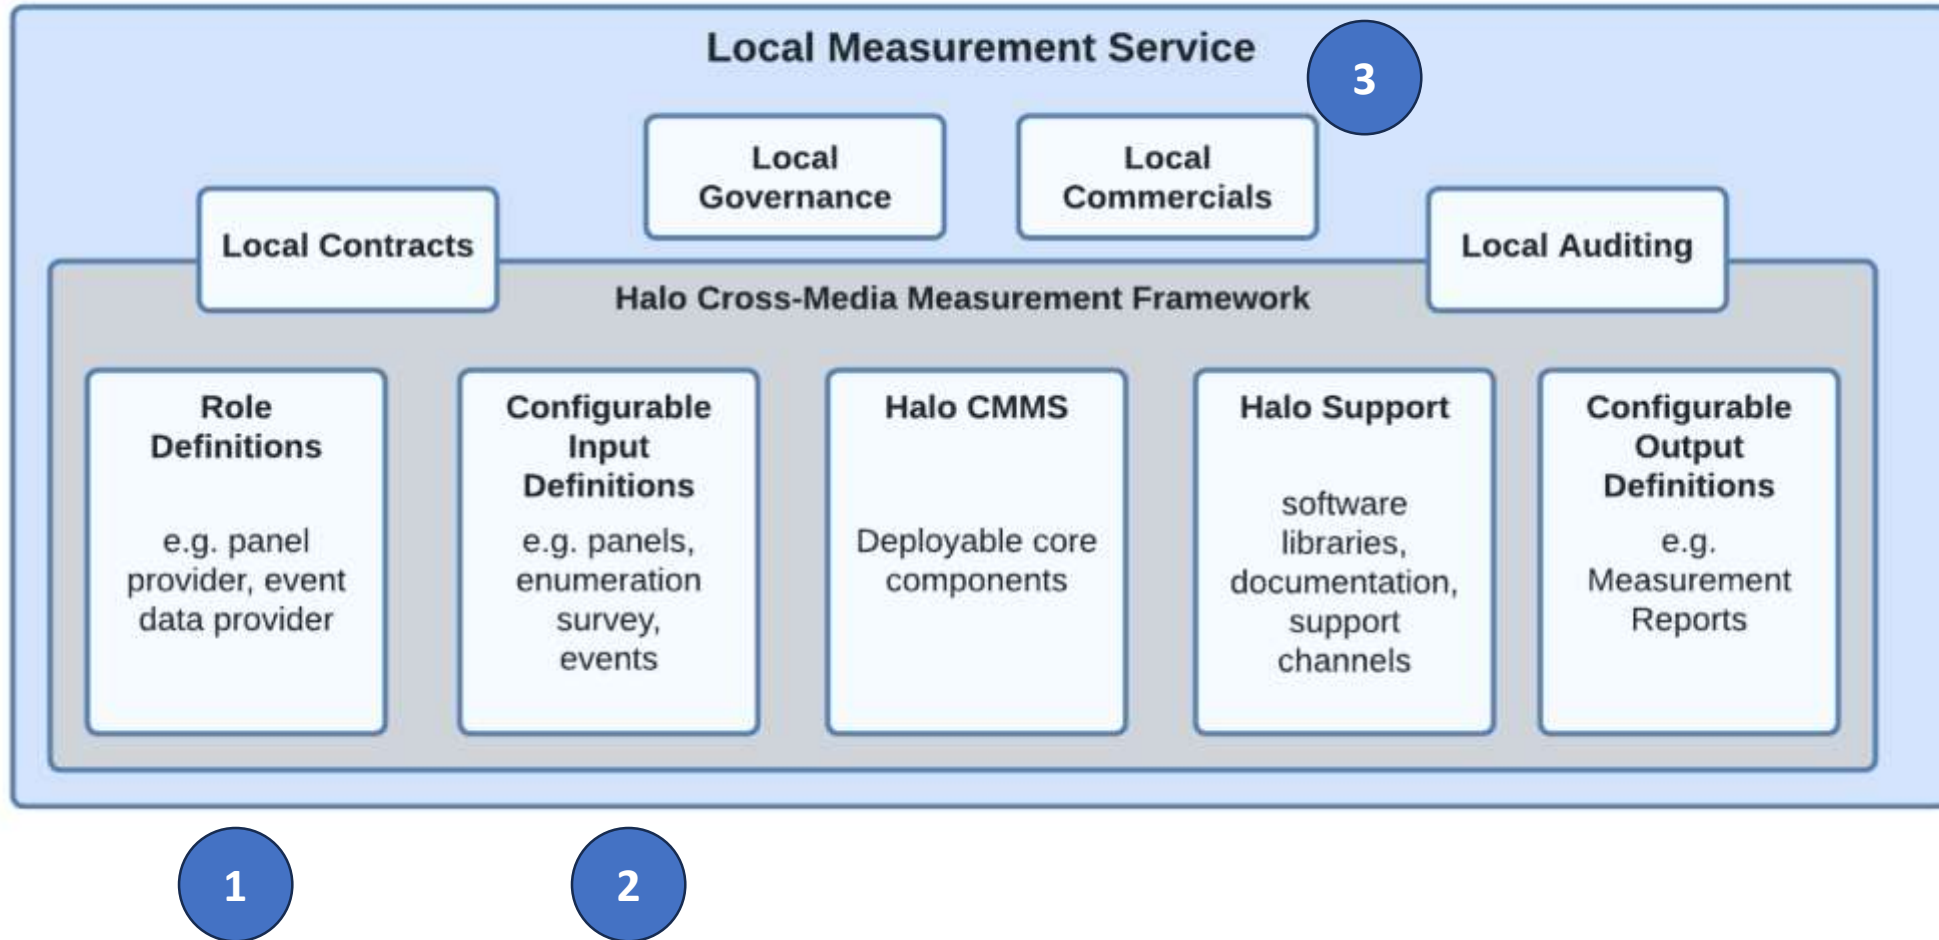 Local Measurement Service
3
Local
Governance
Local
Commercials
Local Contracts
Local Auditing
Halo Cross-Media Measurement Framework
Role
Definitions
e.g. panel
provider, event
data provider
Configurable
Input
Definitions
e.g. panels,
enumeration
survey,
events
Halo CMMS
Deployable core
components
Halo Support
software
libraries,
documentation,
support
channels
Configurable
Output
Definitions
e.g.
Measurement
Reports
1
2